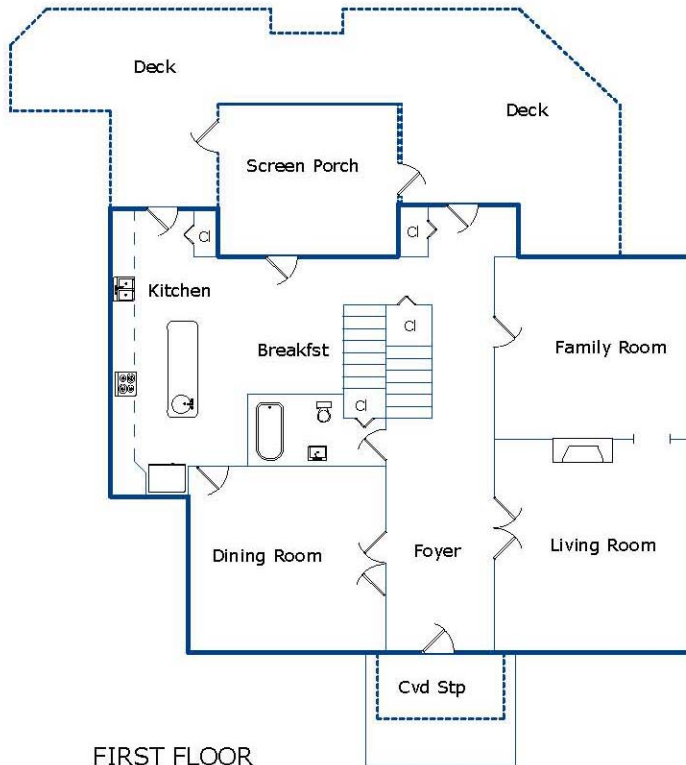 Deck
Deck
Screen Porch
Cl
Cl
Kitchen
Cl
Breakfst
Family Room
Cl
Dining Room
Foyer
Living Room
Cvd Stp
FIRST FLOOR